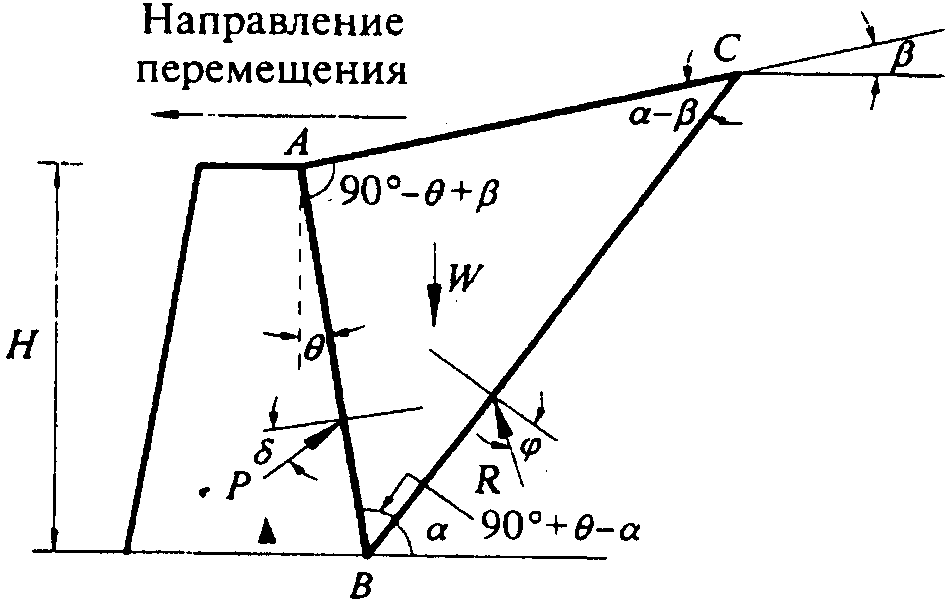 Направление
перемещения
C
β
α–β
A
90°–θ+β
W
H
θ
δ
P
φ
R
α
90°+θ–α
B